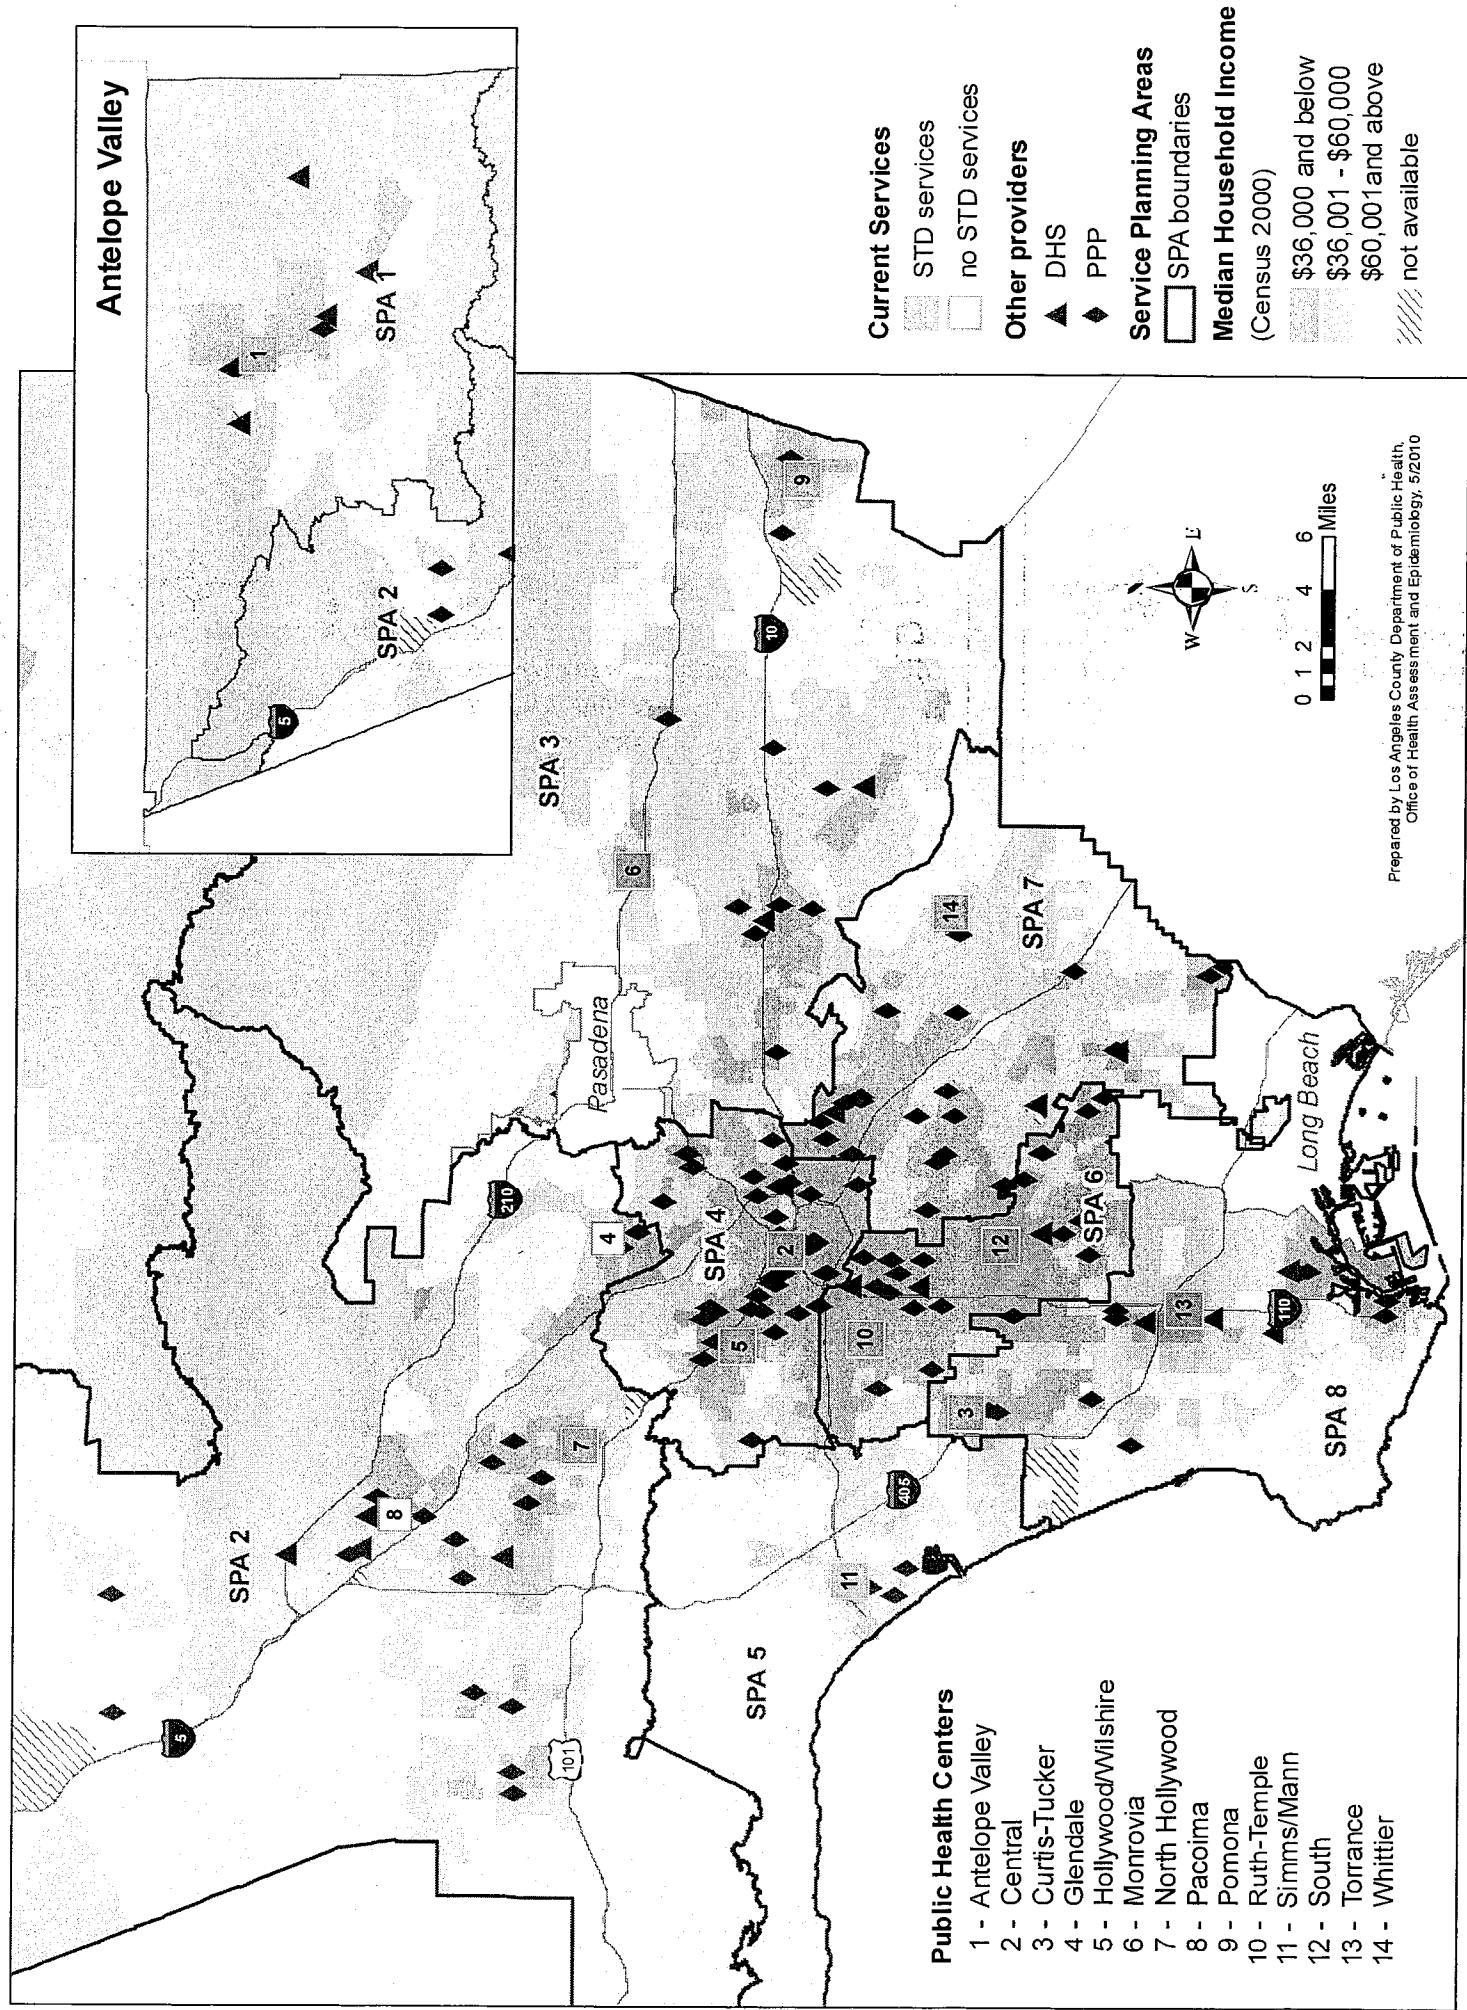 Antelope Valley
SPA 1
1
SPA 2
5
SPA 2
5
101
210
8
7
4
SPA 3
Pasadena
6
10
9
SPA 4
5
2
SPA 5
11
405
10
3
12
SPA 6
SPA 7
14
13
110
SPA 8
Long Beach
Current Services
STD services
no STD services
Other providers
DHS
PPP
Service Planning Areas
SPA boundaries
Median Household Income
(Census 2000)
$36,000 and below
$36,001 - $60,000
$60,001and above
not available
Public Health Centers
1 - Antelope Valley
2 - Central
3 - Curtis-Tucker
4 - Glendale
5 - Hollywood/Wilshire
6 - Monrovia
7 - North Hollywood
8 - Pacoima
9 - Pomona
10 - Ruth-Temple
11 - Simms/Mann
12 - South
13 - Torrance
14 - Whittier
W
E
S
0 1 2 4 6
Miles
Prepared by Los Angeles County Department of Public Health,
Office of Health Assessment and Epidemiology, 5/2010